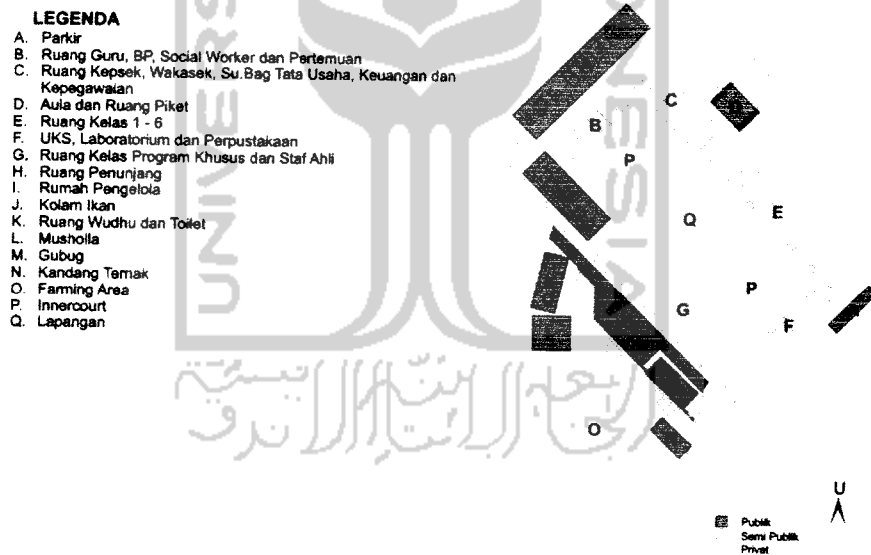 LEGENDA
A. Parkir
B. Ruang Guru, BP, Social Worker dan Pertemuan
C. Ruang Kepsek, Wakasek, Su.Bag Tata Usaha, Keuangan dan
Kepegawaian
D. Aula dan Ruang Piket
E. Ruang Kelas 1 - 6
F. UKS, Laboratorium dan Perpustakaan
G. Ruang Kelas Program Khusus dan Staf Ahli
H. Ruang Penunjang
I. Rumah Pengelola
J. Kolam Ikan
K. Ruang Wudhu dan Toilet
L. Musholla
M. Gubug
N. Kandang Ternak
O. Farming Area
P. Innercourt
Q. Lapangan
C
D
B
P
Q
E
P
G
F
O
U
Publik
Semi Publik
Privat
UNIVERS
NESIA